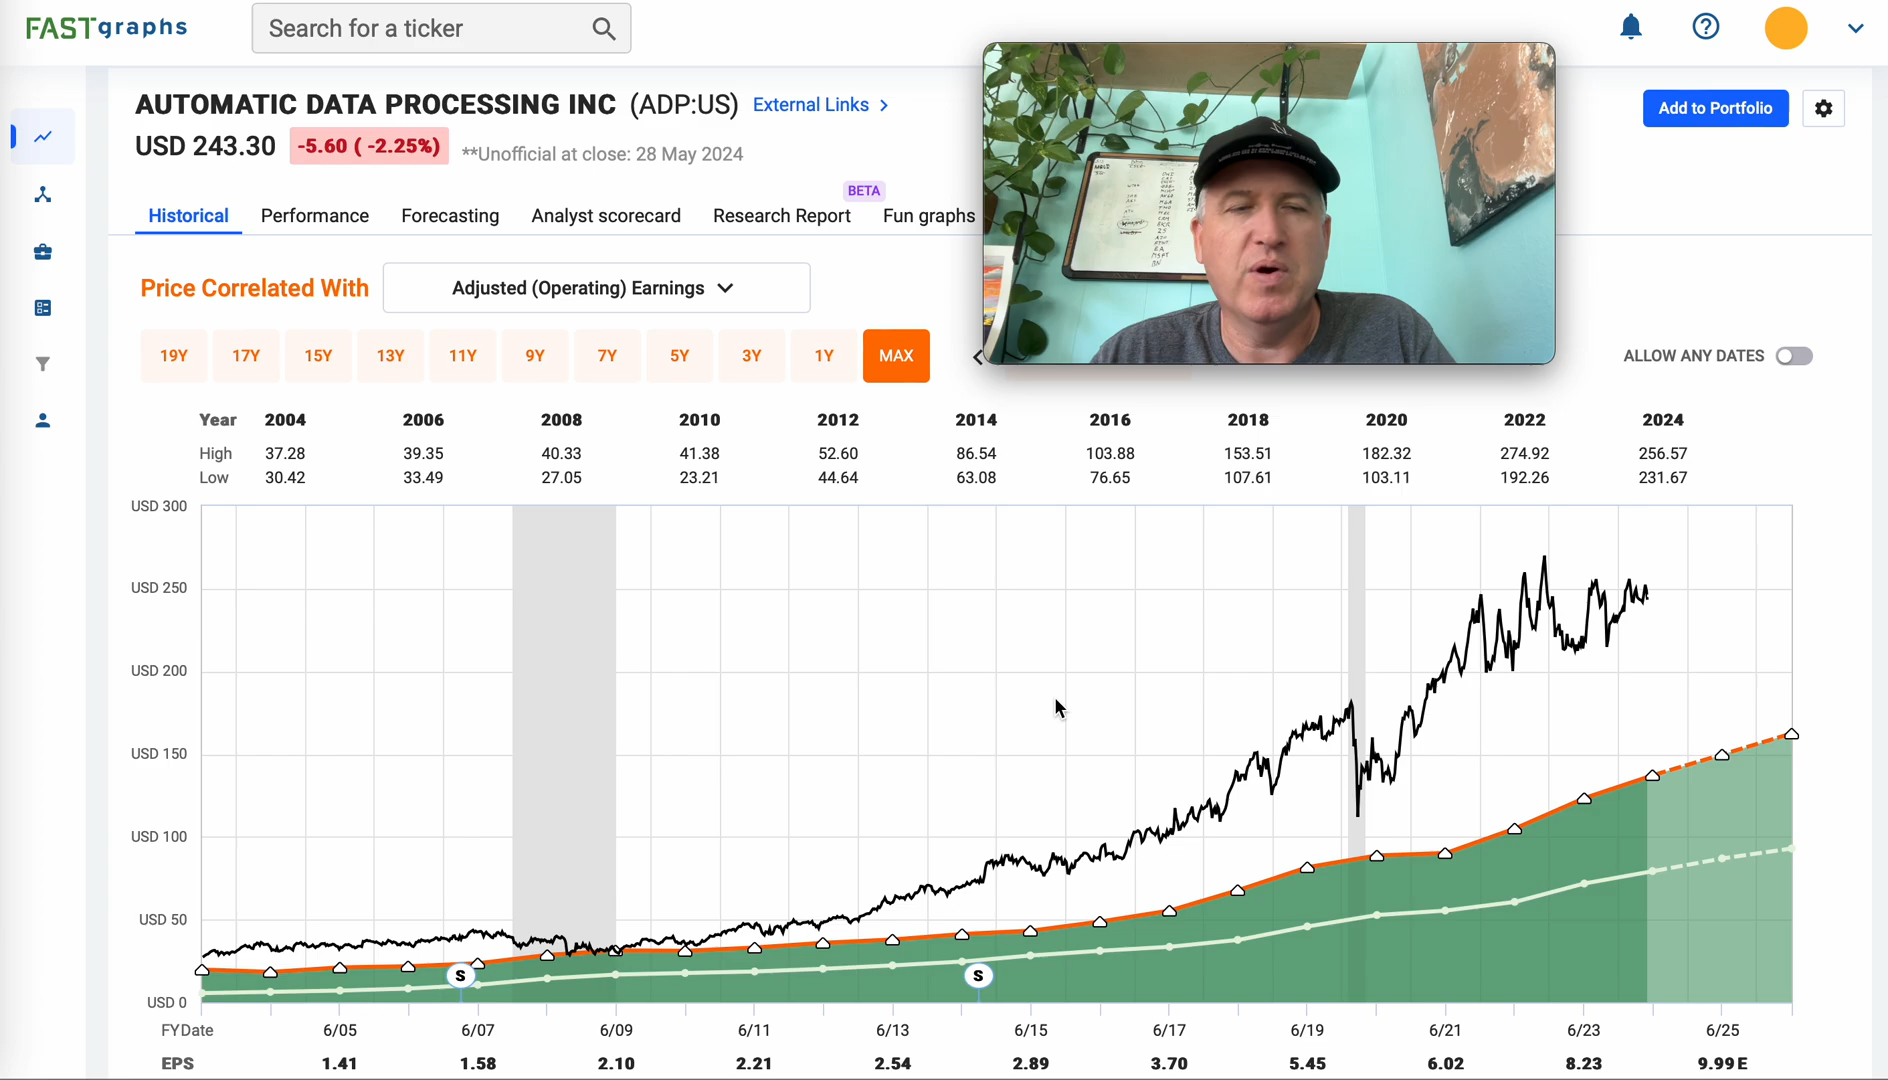 FASTgraphs
Search for a ticker
AUTOMATIC DATA PROCESSING INC (ADP:US) External Links >
Add to Portfolio
USD 243.30 -5.60 ( -2.25%) **Unofficial at close: 28 May 2024
BETA
Historical Performance Forecasting Analyst scorecard Research Report Fun graphs
Price Correlated With Adjusted (Operating) Earnings
19Y 17Y 15Y 13Y 11Y 9Y 7Y 5Y 3Y 1Y MAX
ALLOW ANY DATES
Year 2004 2006 2008 2010 2012 2014 2016 2018 2020 2022 2024
High 37.28 39.35 40.33 41.38 52.60 86.54 103.88 153.51 182.32 274.92 256.57
Low 30.42 33.49 27.05 23.21 44.64 63.08 76.65 107.61 103.11 192.26 231.67
USD 300
USD 250
USD 200
USD 150
USD 100
USD 50
S S
USD 0
FYDate 6/05 6/07 6/09 6/11 6/13 6/15 6/17 6/19 6/21 6/23 6/25
EPS 1.41 1.58 2.10 2.21 2.54 2.89 3.70 5.45 6.02 8.23 9.99E